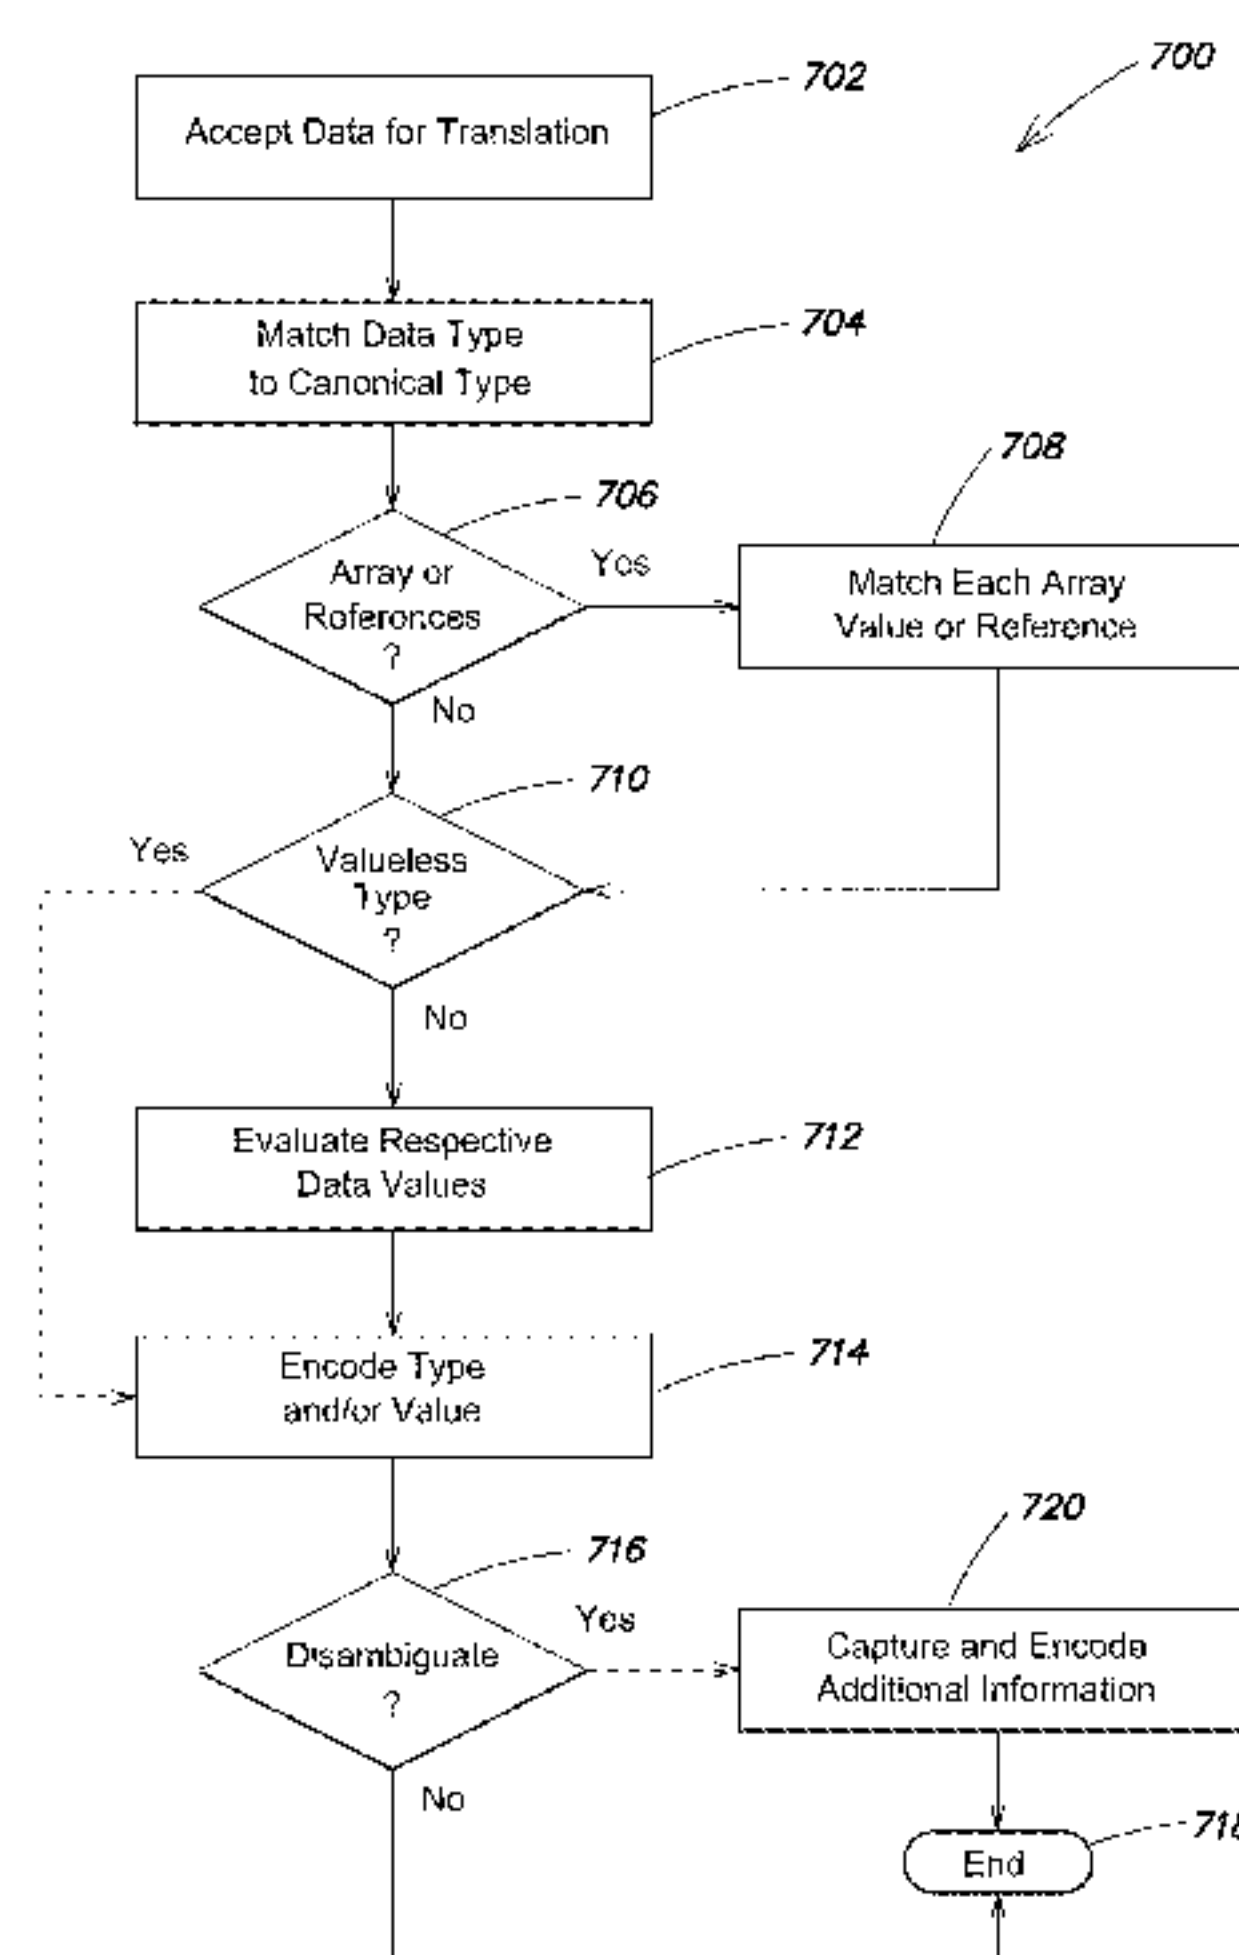 700
702
Accept Data for Translation
704
Match Data Type
to Canonical Type
706
708
Array or
References
?
Yes
Match Each Array
Value or Reference
No
710
Yes
Valueless
Type
?
No
712
Evaluate Respective
Data Values
714
Encode Type
and/or Value
716
720
Disambiguate
?
Yes
Capture and Encode
Additional Information
No
718
End